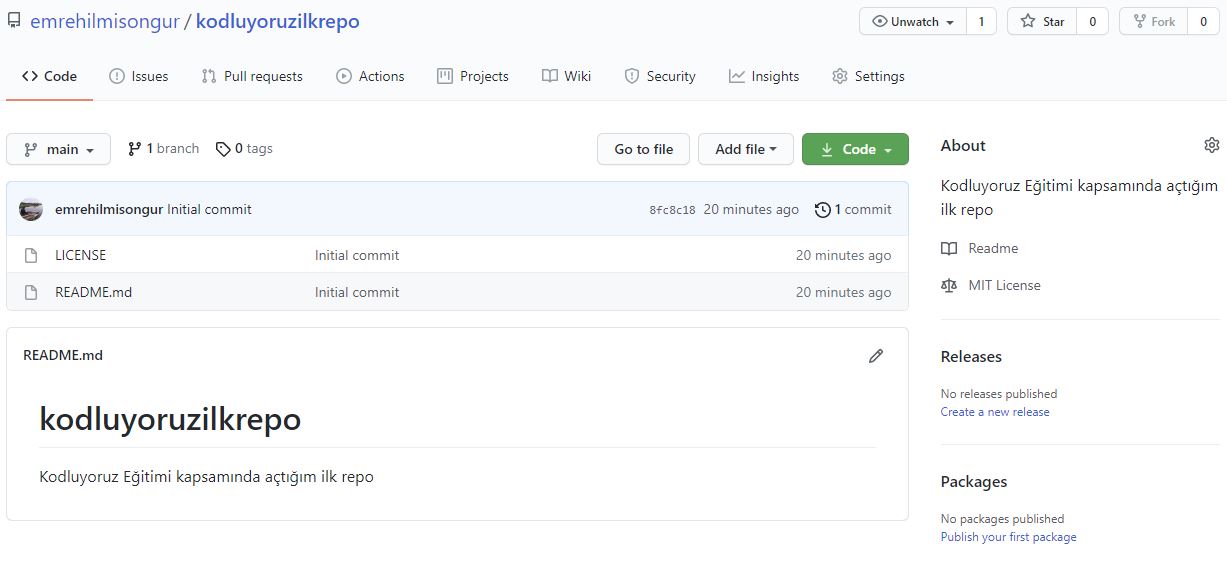 emrehilmisongur / kodluyoruzilkrepo
Unwatch 1 Star 0 Fork 0
Code Issues Pull requests Actions Projects Wiki Security Insights Settings
main 1 branch 0 tags Go to file Add file Code
emrehilmisongur Initial commit 8fc8c18 20 minutes ago 1 commit
LICENSE Initial commit 20 minutes ago
README.md Initial commit 20 minutes ago
README.md
kodluyoruzilkrepo
Kodluyoruz Eğitimi kapsamında açtığım ilk repo
About
Kodluyoruz Eğitimi kapsamında açtığım
ilk repo
Readme
MIT License
Releases
No releases published
Create a new release
Packages
No packages published
Publish your first package